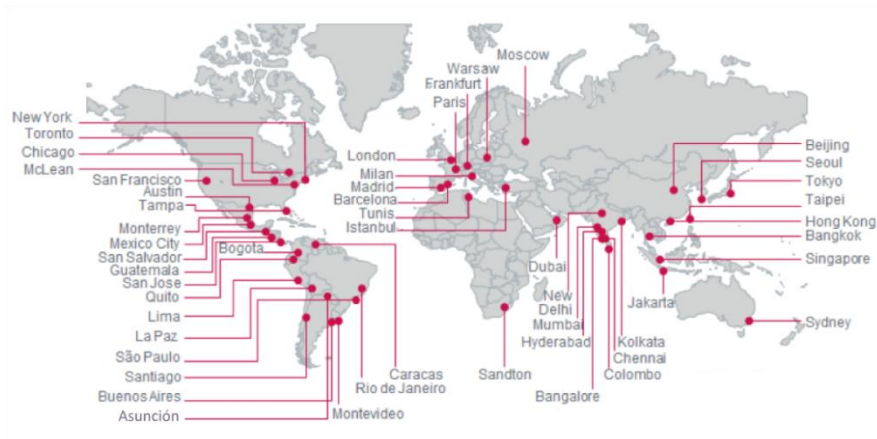 New York
Toronto
Chicago
McLean
San Francisco
Austin
Tampa
Monterrey
Mexico City
Bogota
San Salvador
Guatemala
San Jose
Quito
Lima
La Paz
São Paulo
Santiago
Buenos Aires
Asunción
Caracas
Rio de Janeiro
Montevideo
Moscow
Warsaw
Frankfurt
Paris
London
Milan
Madrid
Barcelona
Tunis
Istanbul
Dubai
Sandton
New
Delhi
Mumbai
Hyderabad
Bangalore
Kolkata
Chennai
Colombo
Jakarta
Beijing
Seoul
Tokyo
Taipei
Hong Kong
Bangkok
Singapore
Sydney